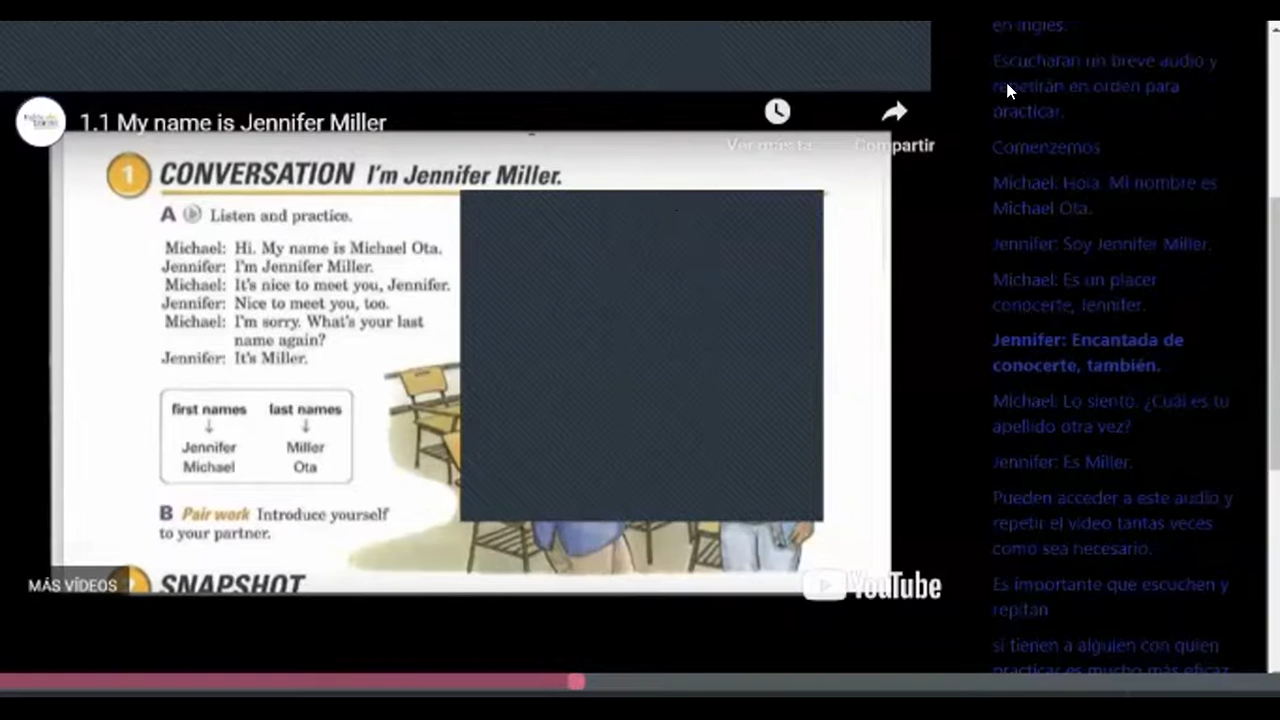 1.1 My name is Jennifer Miller
Ver más ta
Compartir
1 CONVERSATION I'm Jennifer Miller.
A Listen and practice.
Michael: Hi. My name is Michael Ota.
Jennifer: I'm Jennifer Miller.
Michael: It's nice to meet you, Jennifer.
Jennifer: Nice to meet you, too.
Michael: I'm sorry. What's your last
name again?
Jennifer: It's Miller.
first names last names
Jennifer Miller
Michael Ota
B Pair work Introduce yourself
to your partner.
SNAPSHOT
MÁS VÍDEOS
YouTube
en inglés.
Escucharán un breve audio y
repetirán en orden para
practicar.
Comenzemos
Michael: Hola. Mi nombre es
Michael Ota.
Jennifer: Soy Jennifer Miller.
Michael: Es un placer
conocerte, Jennifer.
Jennifer: Encantada de
conocerte, también.
Michael: Lo siento. ¿Cuál es tu
apellido otra vez?
Jennifer: Es Miller.
Pueden acceder a este audio y
repetir el video tantas veces
como sea necesario.
Es importante que escuchen y
repitan
si tienen a alguien con quien
practicar es mucho más eficaz